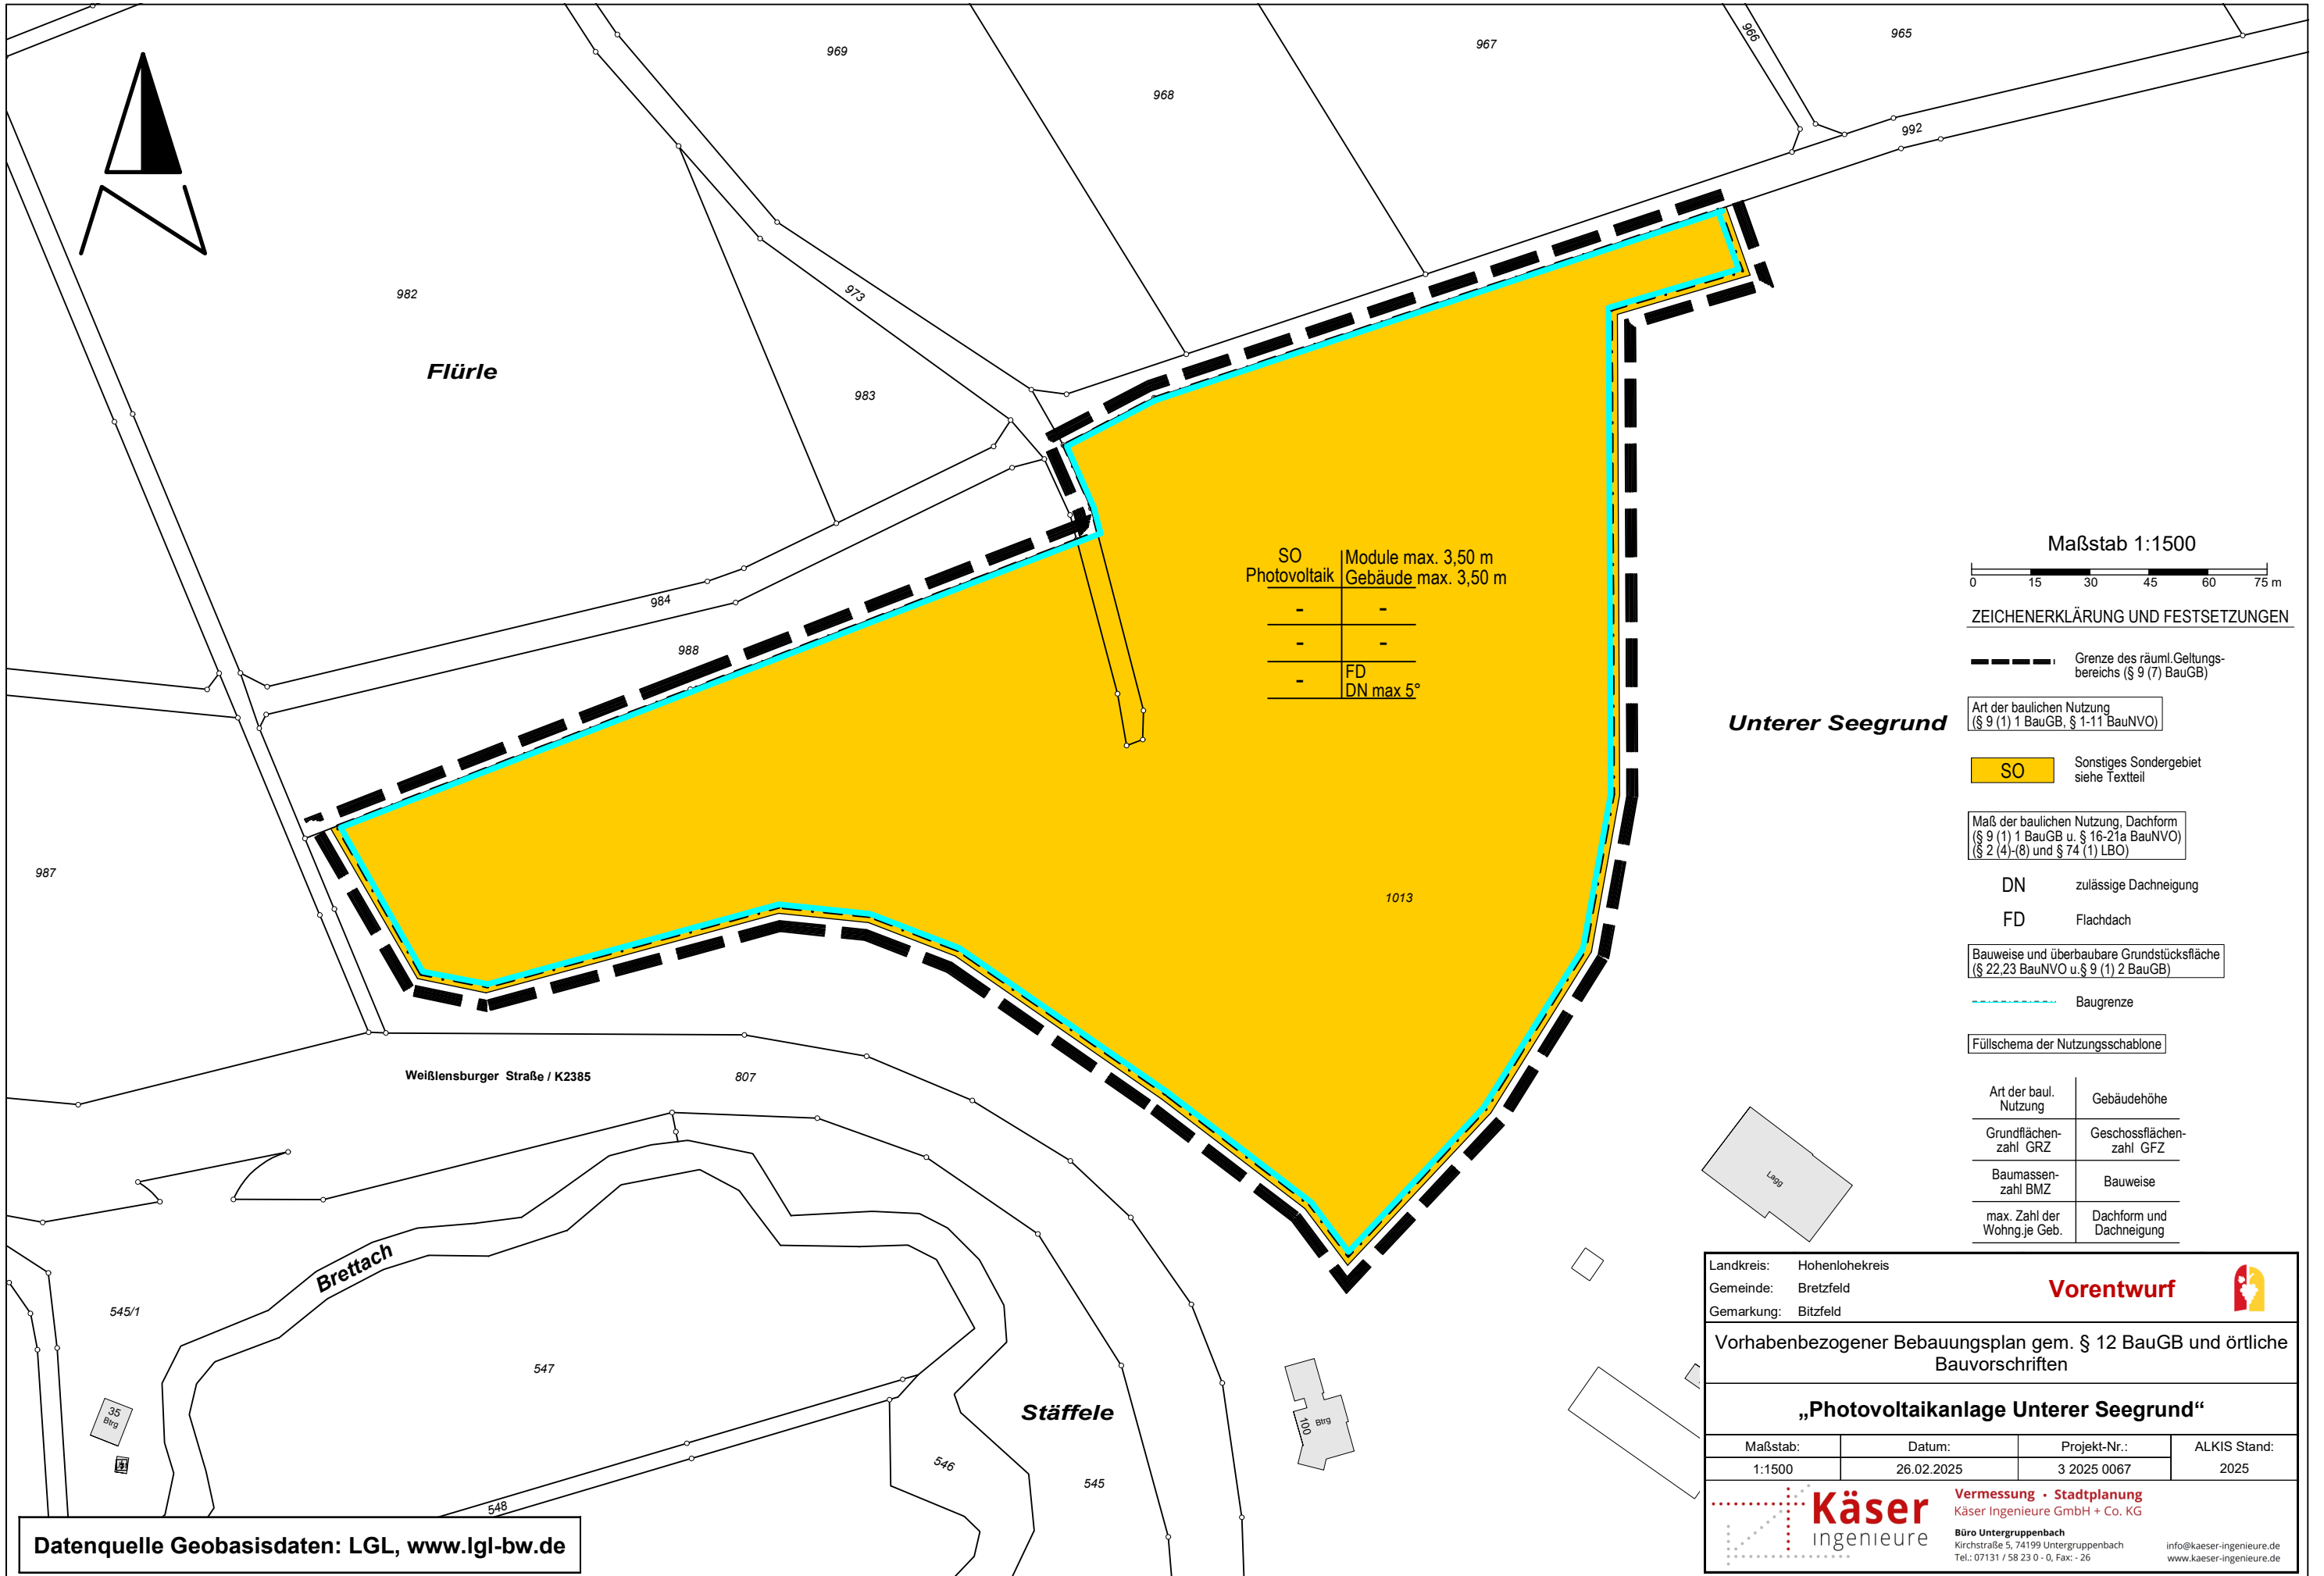 969
968
967
966
965
992
982
973
Flürle
983
984
988
987
SO
Photovoltaik
Module max. 3,50 m
Gebäude max. 3,50 m
-
-
-
-
-
FD
DN max 5°
Unterer Seegrund
1013
Weißlensburger Straße / K2385
807
Brettach
545/1
547
Stäffele
546
545
548
35
Btrg
100
Btrg
Lagg
Datenquelle Geobasisdaten: LGL, www.lgl-bw.de
Maßstab 1:1500
0 15 30 45 60 75 m
ZEICHENERKLÄRUNG UND FESTSETZUNGEN
Grenze des räuml.Geltungs-
bereichs (§ 9 (7) BauGB)
Art der baulichen Nutzung
(§ 9 (1) 1 BauGB, § 1-11 BauNVO)
SO
Sonstiges Sondergebiet
siehe Textteil
Maß der baulichen Nutzung, Dachform
(§ 9 (1) 1 BauGB u. § 16-21a BauNVO)
(§ 2 (4)-(8) und § 74 (1) LBO)
DN zulässige Dachneigung
FD Flachdach
Bauweise und überbaubare Grundstücksfläche
(§ 22,23 BauNVO u.§ 9 (1) 2 BauGB)
Baugrenze
Füllschema der Nutzungsschablone
Art der baul.
Nutzung
Gebäudehöhe
Grundflächen-
zahl GRZ
Geschossflächen-
zahl GFZ
Baumassen-
zahl BMZ
Bauweise
max. Zahl der
Wohng.je Geb.
Dachform und
Dachneigung
Landkreis: Hohenlohekreis
Gemeinde: Bretzfeld
Gemarkung: Bitzfeld
Vorentwurf
Vorhabenbezogener Bebauungsplan gem. § 12 BauGB und örtliche
Bauvorschriften
„Photovoltaikanlage Unterer Seegrund“
Maßstab: Datum: Projekt-Nr.: ALKIS Stand:
1:1500 26.02.2025 3 2025 0067 2025
Käser
ingenieure
Vermessung • Stadtplanung
Käser Ingenieure GmbH + Co. KG
Büro Untergruppenbach
Kirchstraße 5, 74199 Untergruppenbach
Tel.: 07131 / 58 23 0 - 0, Fax: - 26
info@kaeser-ingenieure.de
www.kaeser-ingenieure.de